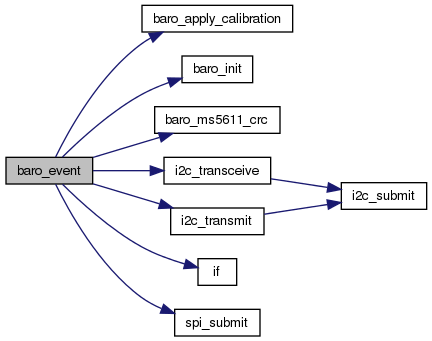 baro_apply_calibration
baro_init
baro_ms5611_crc
baro_event
i2c_transceive
i2c_submit
i2c_transmit
if
spi_submit